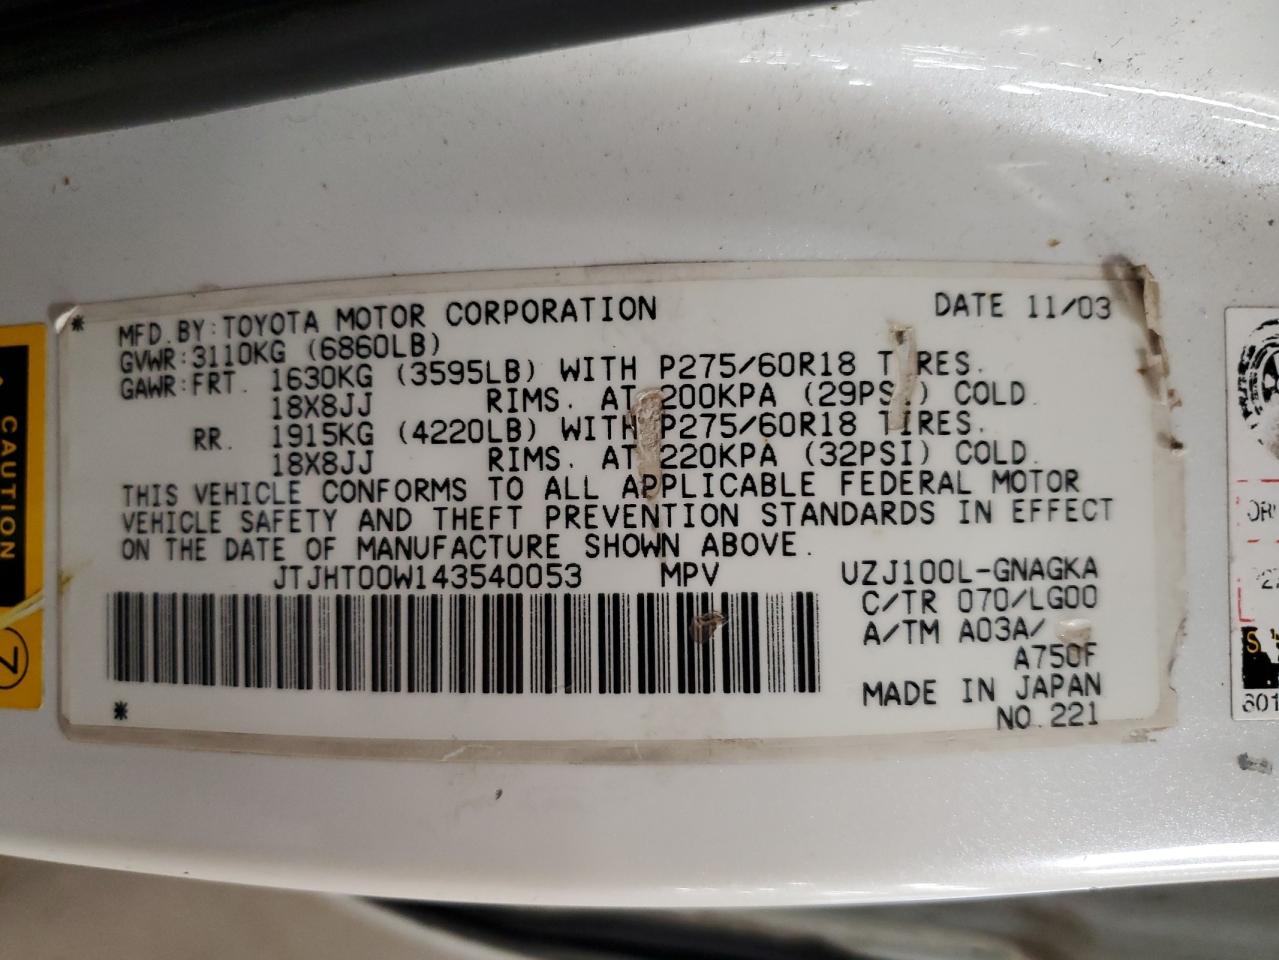 * MFD. BY: TOYOTA MOTOR CORPORATION DATE 11/03
GVWR: 3110KG (6860LB)
GAWR: FRT. 1630KG (3595LB) WITH P275/60R18 TIRES.
18X8JJ RIMS. AT 200KPA (29PSI) COLD.
RR. 1915KG (4220LB) WITH P275/60R18 TIRES.
18X8JJ RIMS. AT 220KPA (32PSI) COLD.
THIS VEHICLE CONFORMS TO ALL APPLICABLE FEDERAL MOTOR
VEHICLE SAFETY AND THEFT PREVENTION STANDARDS IN EFFECT
ON THE DATE OF MANUFACTURE SHOWN ABOVE.
JTJHT00W143540053 MPV UZJ100L-GNAGKA
C/TR 070/LG00
A/TM A03A/
A750F
MADE IN JAPAN
* NO. 221
CAUTION
7